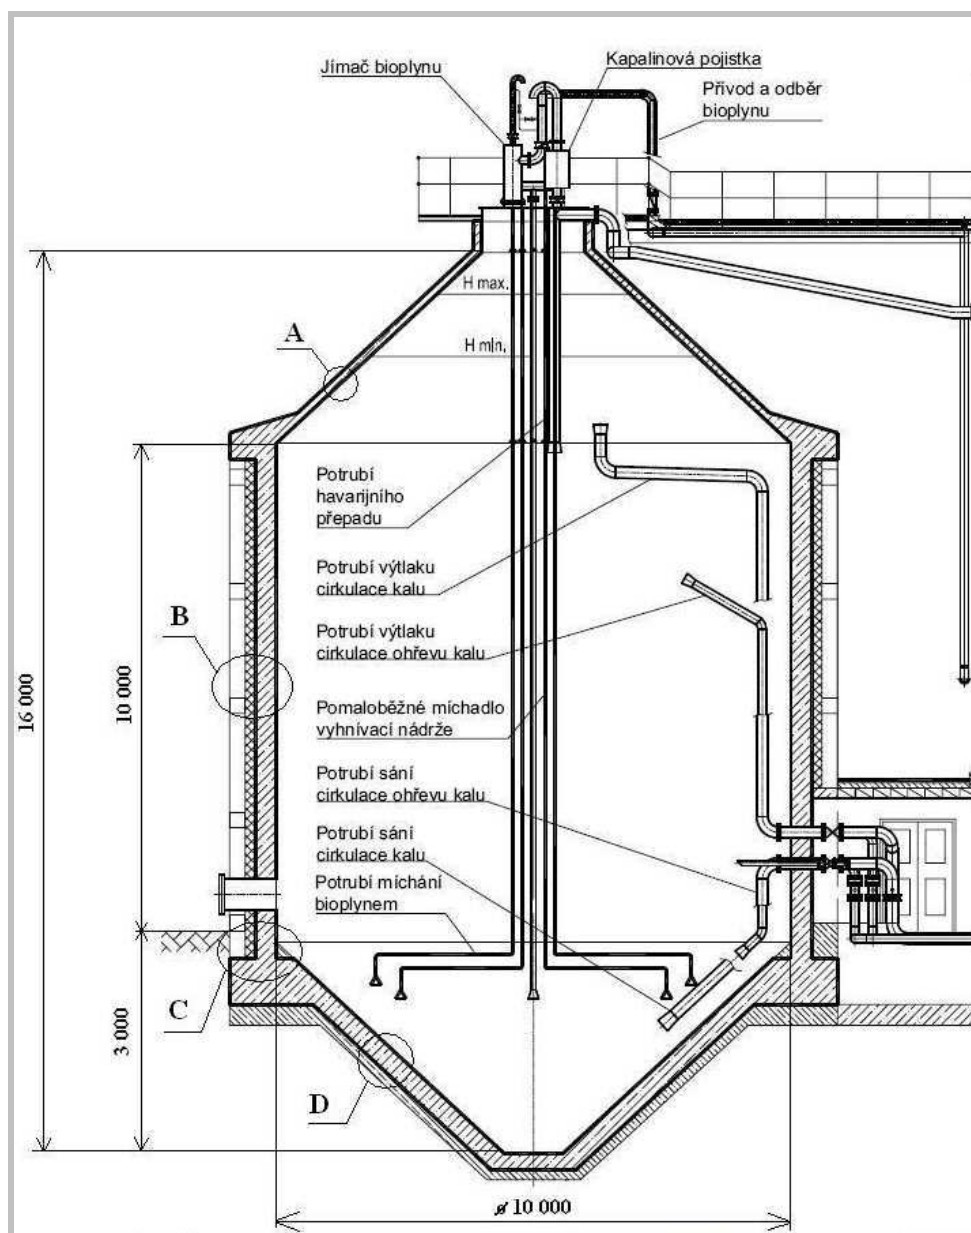 Jímač bioplynu
Kapalinová pojistka
Přívod a odběr
bioplynu
H max.
A
H min.
Potrubí
havarijního
přepadu
Potrubí výtlaku
cirkulace kalu
B
Potrubí výtlaku
cirkulace ohřevu kalu
16 000
10 000
Pomaloběžné míchadlo
vyhnívací nádrže
Potrubí sání
cirkulace ohřevu kalu
Potrubí sání
cirkulace kalu
Potrubí míchání
bioplynem
C
3 000
D
⌀ 10 000